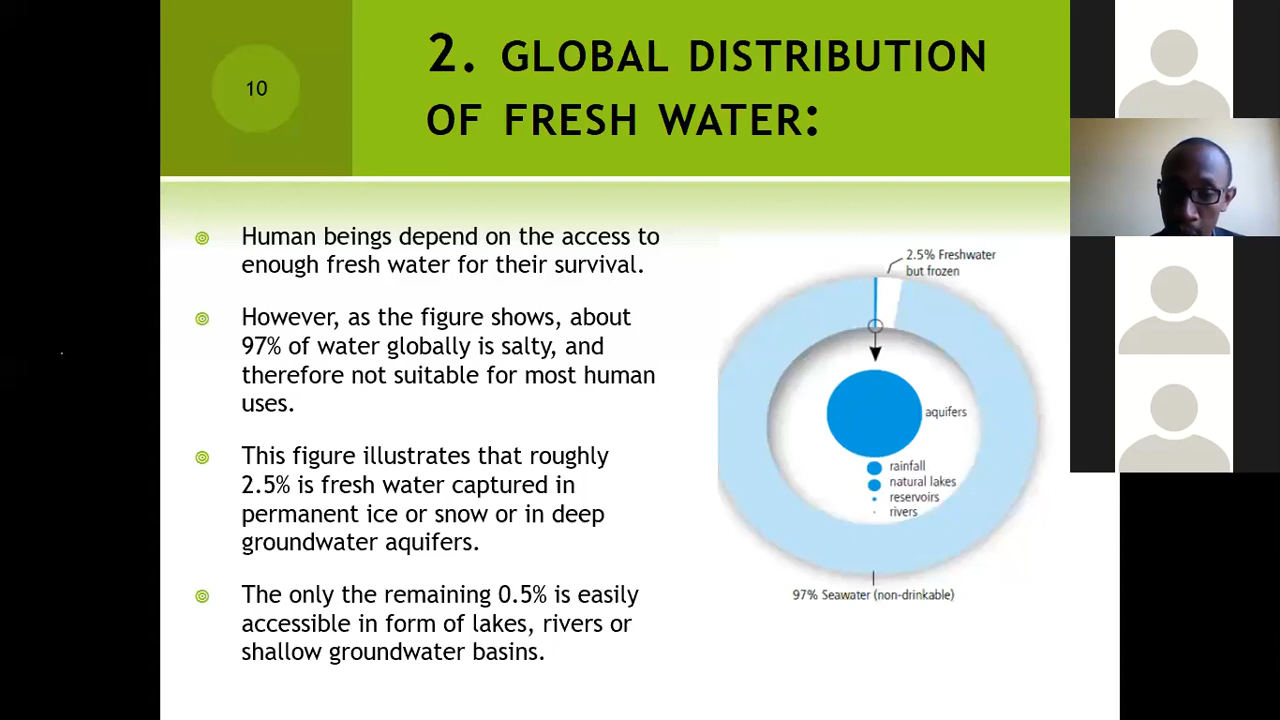 10
2. GLOBAL DISTRIBUTION
OF FRESH WATER:
Human beings depend on the access to
enough fresh water for their survival.
However, as the figure shows, about
97% of water globally is salty, and
therefore not suitable for most human
uses.
This figure illustrates that roughly
2.5% is fresh water captured in
permanent ice or snow or in deep
groundwater aquifers.
The only the remaining 0.5% is easily
accessible in form of lakes, rivers or
shallow groundwater basins.
2.5% Freshwater
but frozen
aquifers
rainfall
natural lakes
reservoirs
rivers
97% Seawater (non-drinkable)